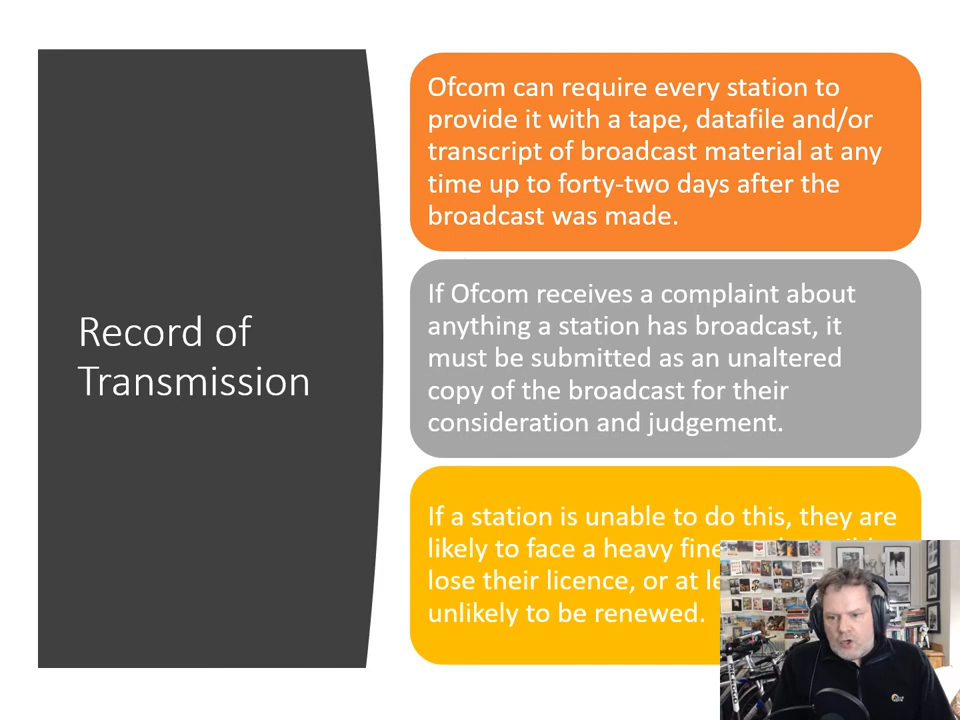 Record of
Transmission
Ofcom can require every station to
provide it with a tape, datafile and/or
transcript of broadcast material at any
time up to forty-two days after the
broadcast was made.
If Ofcom receives a complaint about
anything a station has broadcast, it
must be submitted as an unaltered
copy of the broadcast for their
consideration and judgement.
If a station is unable to do this, they are
likely to face a heavy fine
lose their licence, or at
unlikely to be renewed.